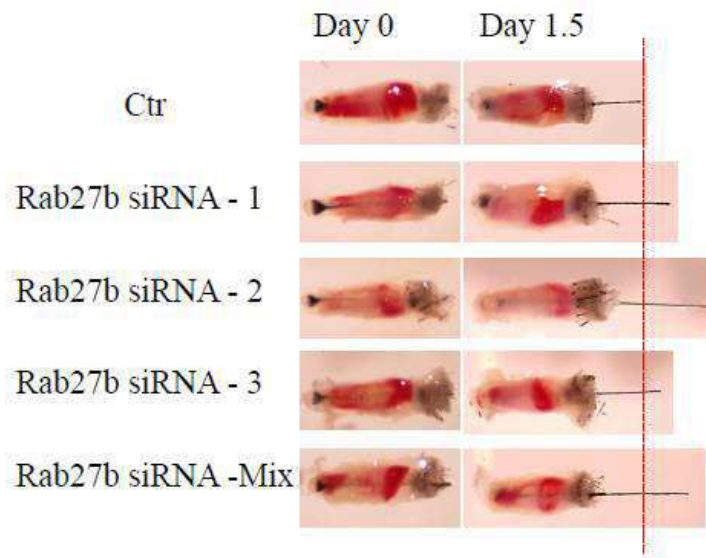 Day 0 Day 1.5
Ctr
Rab27b siRNA - 1
Rab27b siRNA - 2
Rab27b siRNA - 3
Rab27b siRNA -Mix